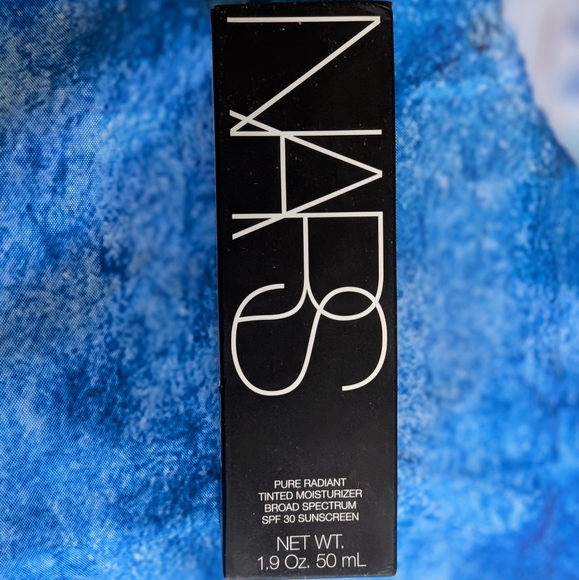 NARS
PURE RADIANT
TINTED MOISTURIZER
BROAD SPECTRUM
SPF 30 SUNSCREEN
NET WT.
1.9 Oz. 50 mL